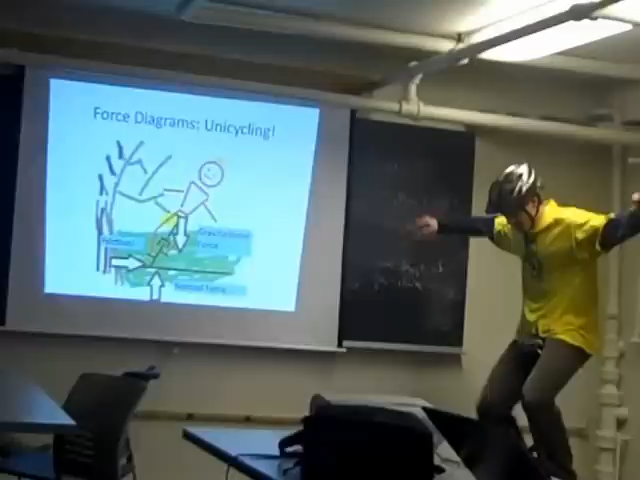 Force Diagrams: Unicycling!
Gravitational
Force
Friction
Normal Force